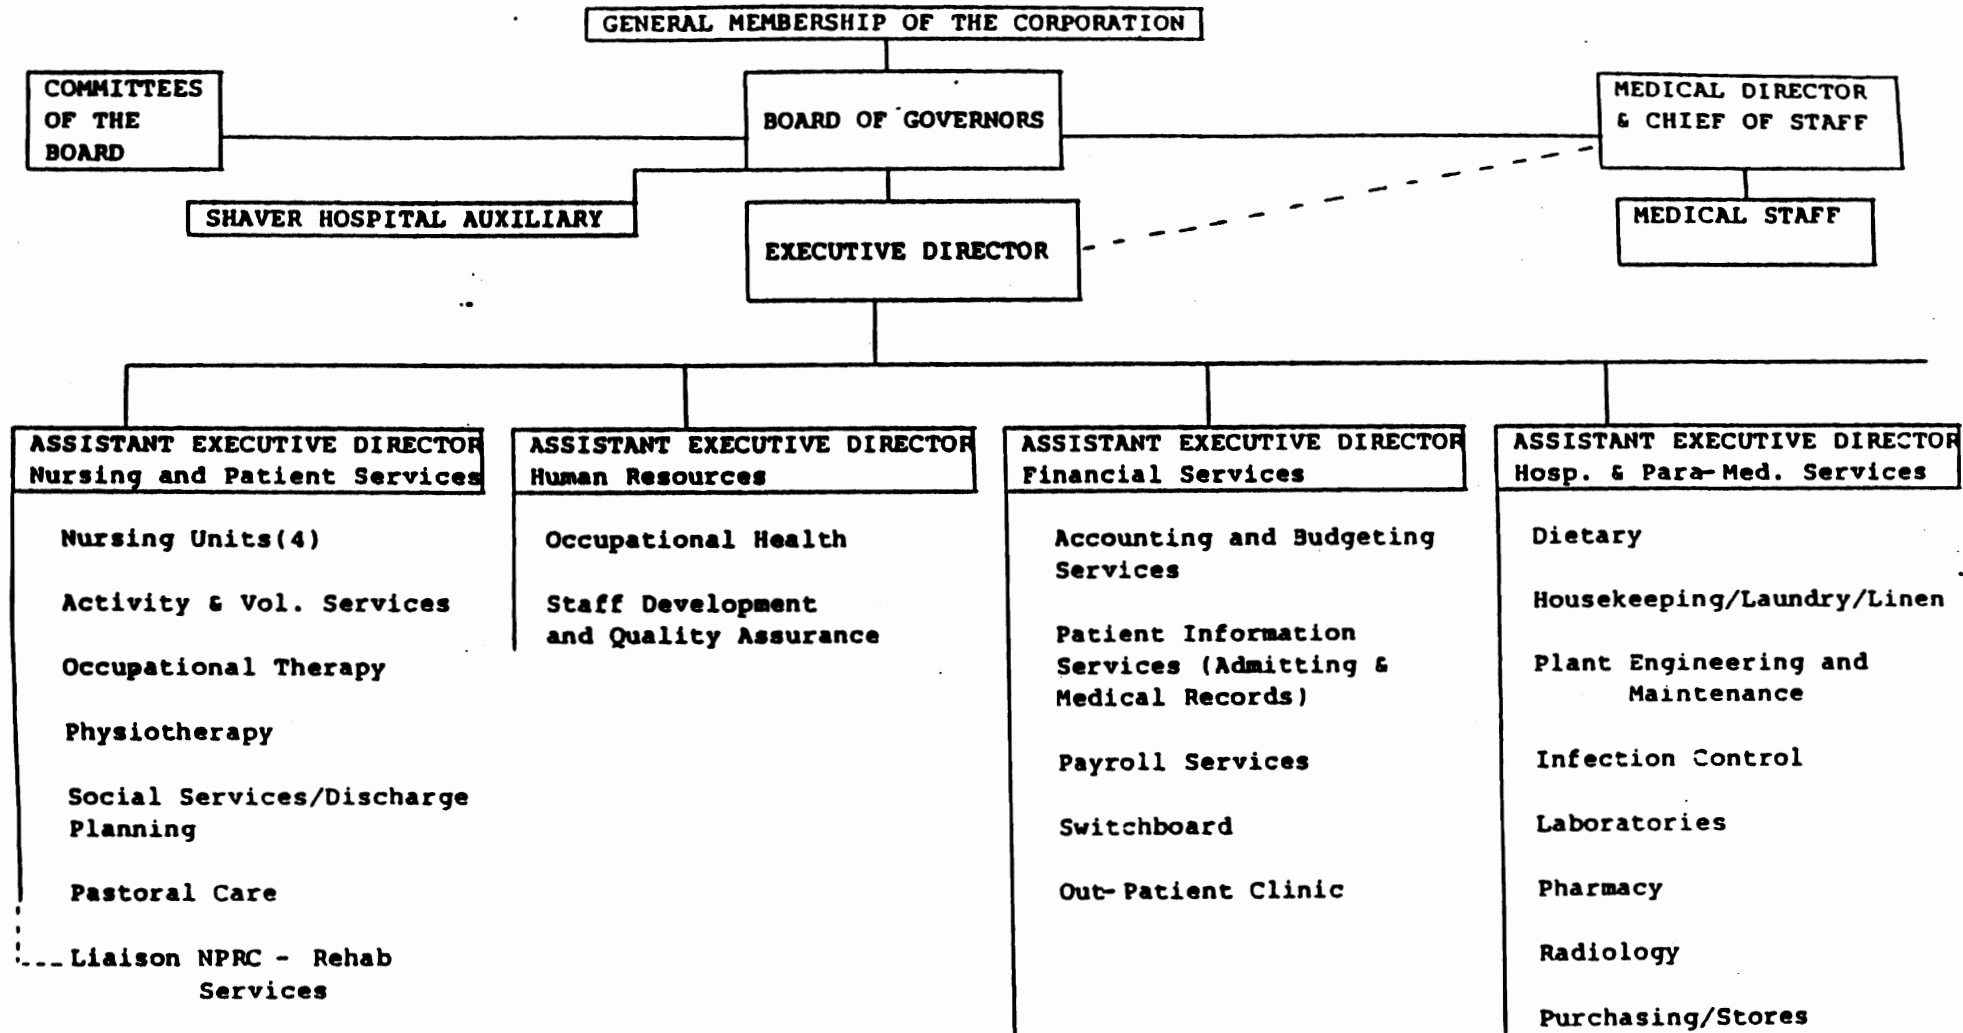 GENERAL MEMBERSHIP OF THE CORPORATION
COMMITTEES
OF THE
BOARD
BOARD OF GOVERNORS
MEDICAL DIRECTOR
& CHIEF OF STAFF
SHAVER HOSPITAL AUXILIARY
MEDICAL STAFF
EXECUTIVE DIRECTOR
ASSISTANT EXECUTIVE DIRECTOR
Nursing and Patient Services
Nursing Units(4)
Activity & Vol. Services
Occupational Therapy
Physiotherapy
Social Services/Discharge
Planning
Pastoral Care
Liaison NPRC - Rehab
Services
ASSISTANT EXECUTIVE DIRECTOR
Human Resources
Occupational Health
Staff Development
and Quality Assurance
ASSISTANT EXECUTIVE DIRECTOR
Financial Services
Accounting and Budgeting
Services
Patient Information
Services (Admitting &
Medical Records)
Payroll Services
Switchboard
Out-Patient Clinic
ASSISTANT EXECUTIVE DIRECTOR
Hosp. & Para-Med. Services
Dietary
Housekeeping/Laundry/Linen
Plant Engineering and
Maintenance
Infection Control
Laboratories
Pharmacy
Radiology
Purchasing/Stores